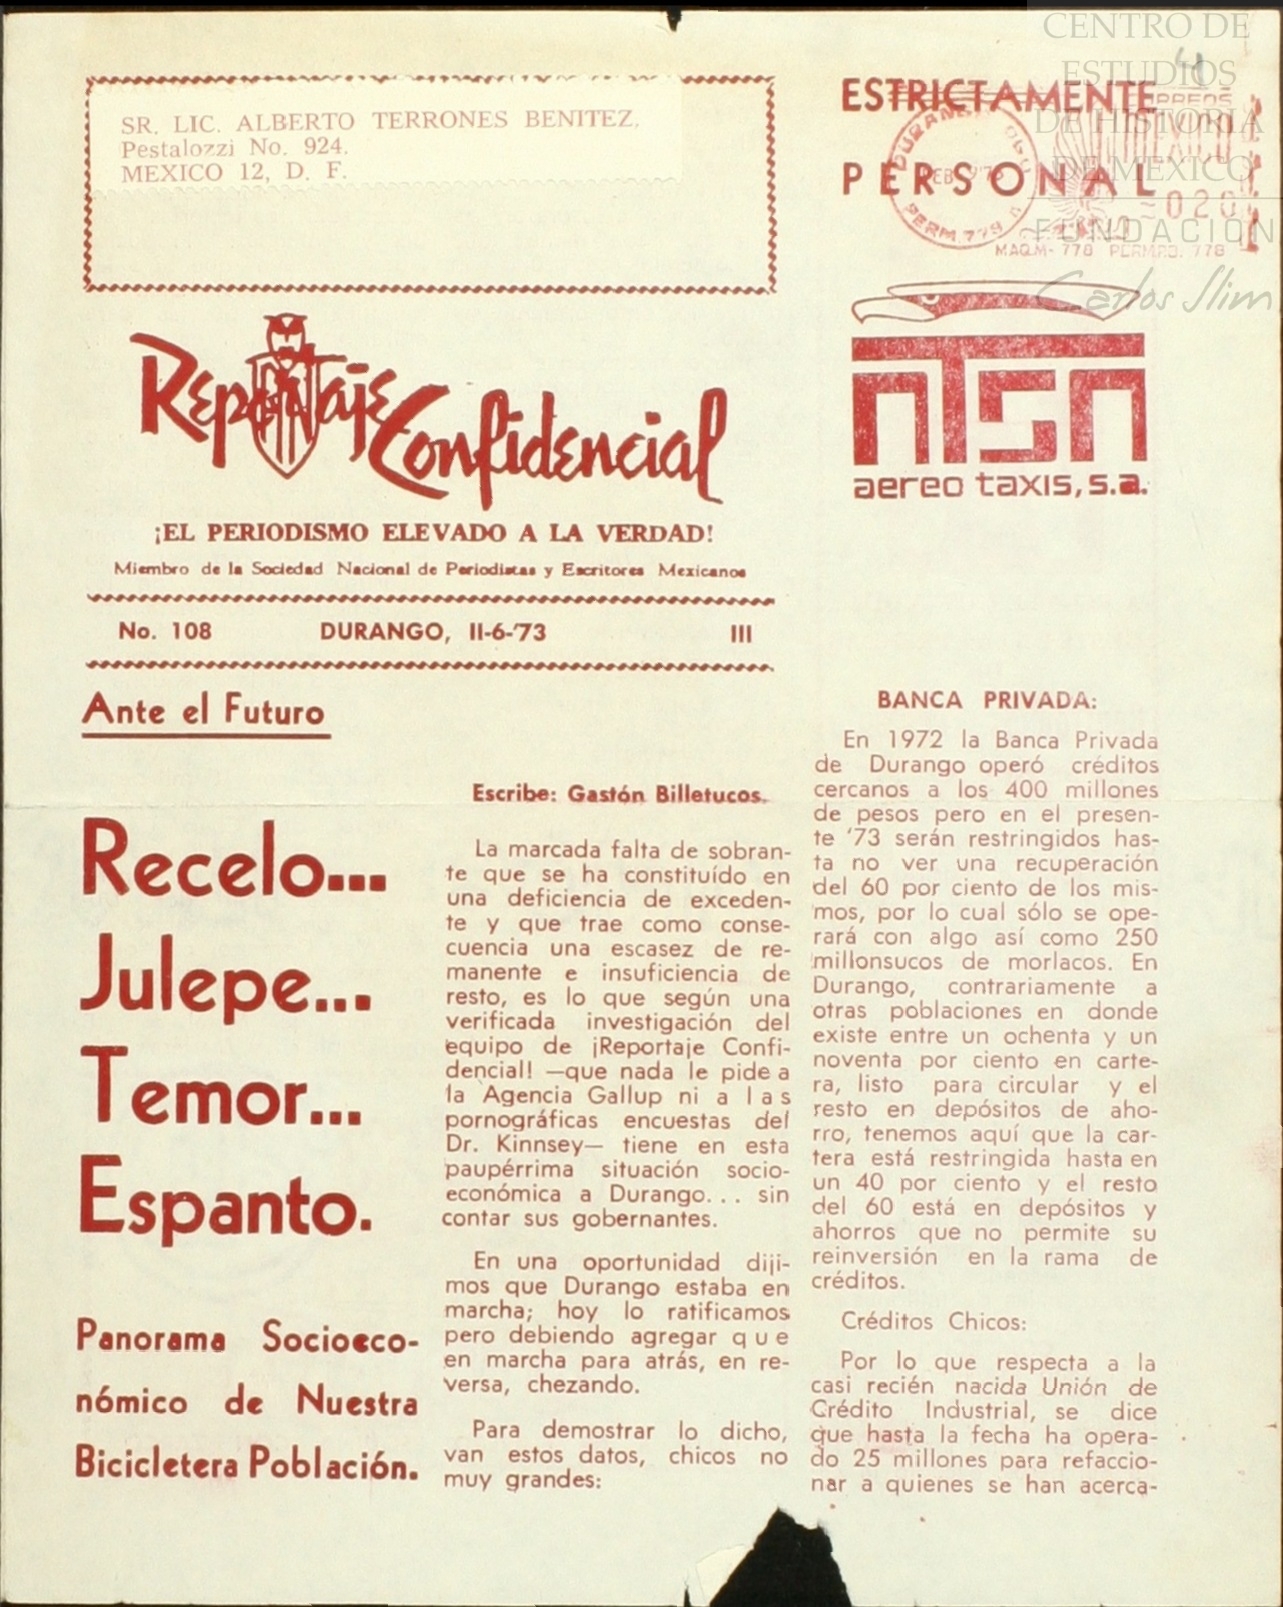 SR. LIC. ALBERTO TERRONES BENITEZ,
Pestalozzi No. 924.
MEXICO 12, D. F.
ESTRICTAMENTE
PERSONAL
CORREOS
MEXICO
DURANGO, DGO.
PERM. 779
020
MAQ.M- 778 PERM.PB. 778
CENTRO DE
ESTUDIOS
DE HISTORIA
DE MEXICO
FUNDACION
Carlos Slim
4
ATSA
aereo taxis, s.a.
Reportaje Confidencial
¡EL PERIODISMO ELEVADO A LA VERDAD!
Miembro de la Sociedad Nacional de Periodistas y Escritores Mexicanos
No. 108 DURANGO, II-6-'73 III
Ante el Futuro
Recelo...
Julepe...
Temor...
Espanto.
Panorama Socioeco-
nómico de Nuestra
Bicicletera Población.
Escribe: Gastón Billetucos.
La marcada falta de sobran-
te que se ha constituído en
una deficiencia de exceden-
te y que trae como conse-
cuencia una escasez de re-
manente e insuficiencia de
resto, es lo que según una
verificada investigación del
equipo de ¡Reportaje Confi-
dencial! —que nada le pide a
la Agencia Gallup ni a las
pornográficas encuestas del
Dr. Kinnsey— tiene en esta
paupérrima situación socio-
económica a Durango... sin
contar sus gobernantes.
En una oportunidad diji-
mos que Durango estaba en
marcha; hoy lo ratificamos
pero debiendo agregar que
en marcha para atrás, en re-
versa, chezando.
Para demostrar lo dicho,
van estos datos, chicos no
muy grandes:
BANCA PRIVADA:
En 1972 la Banca Privada
de Durango operó créditos
cercanos a los 400 millones
de pesos pero en el presen-
te '73 serán restringidos has-
ta no ver una recuperación
del 60 por ciento de los mis-
mos, por lo cual sólo se ope-
rará con algo así como 250
millonsucos de morlacos. En
Durango, contrariamente a
otras poblaciones en donde
existe entre un ochenta y un
noventa por ciento en carte-
ra, listo para circular y el
resto en depósitos de aho-
rro, tenemos aquí que la car-
tera está restringida hasta en
un 40 por ciento y el resto
del 60 está en depósitos y
ahorros que no permite su
reinversión en la rama de
créditos.
Créditos Chicos:
Por lo que respecta a la
casi recién nacida Unión de
Crédito Industrial, se dice
que hasta la fecha ha opera-
do 25 millones para refaccio-
nar a quienes se han acerca-